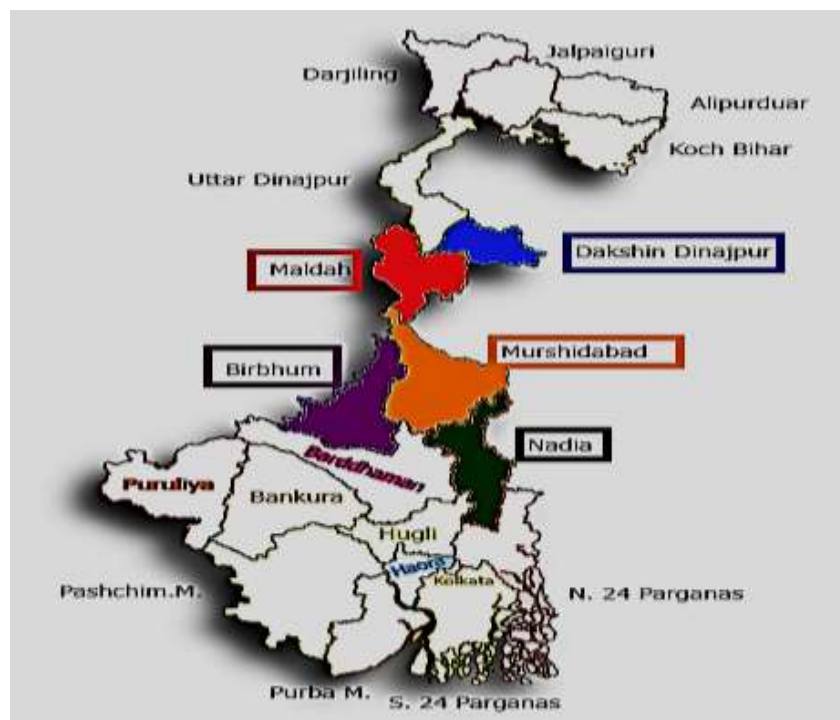 Jalpaiguri
Darjiling
Alipurduar
Koch Bihar
Uttar Dinajpur
Dakshin Dinajpur
Maldah
Murshidabad
Birbhum
Nadia
Barddhaman
Puruliya
Bankura
Hugli
Haora
Kolkata
Pashchim.M.
N. 24 Parganas
Purba M.
S. 24 Parganas